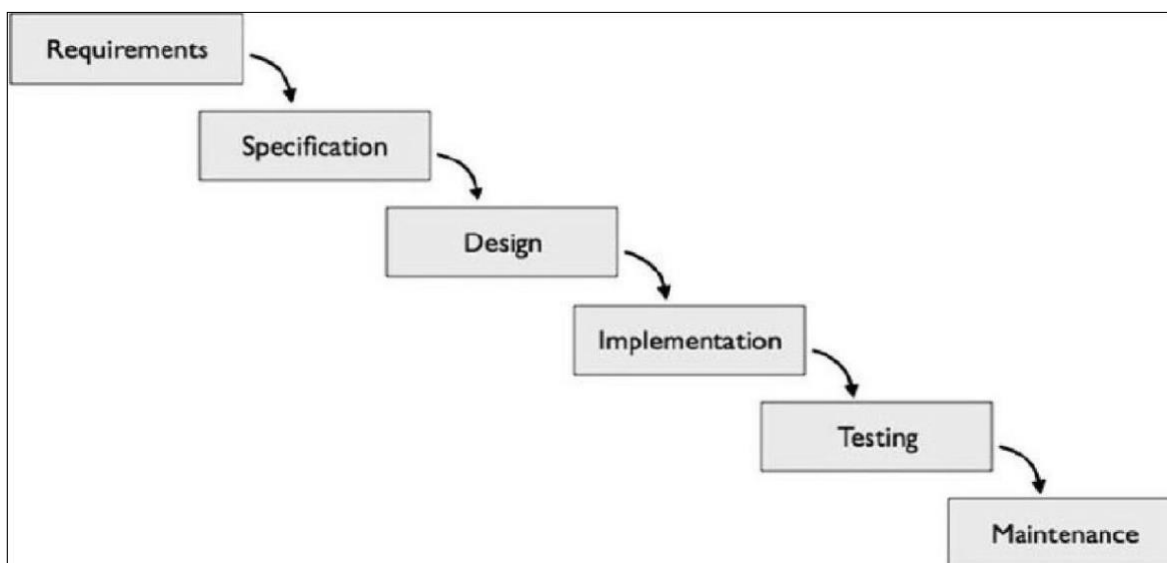 Requirements
Specification
Design
Implementation
Testing
Maintenance